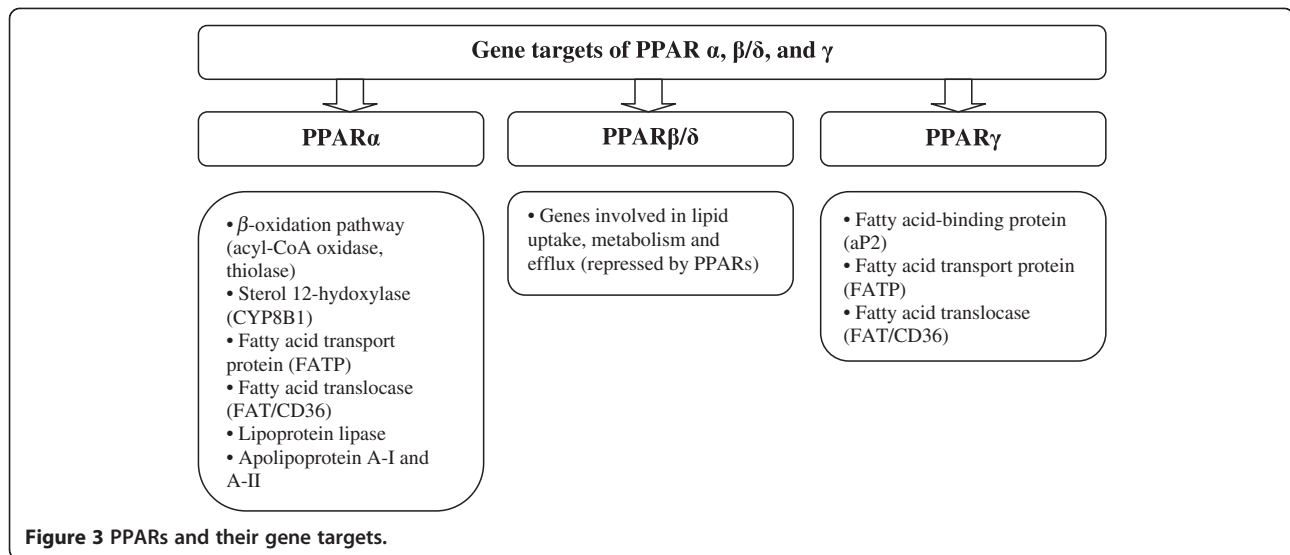 Gene targets of PPAR α, β/δ, and γ
PPARα
PPARβ/δ
PPARγ
• β-oxidation pathway
(acyl-CoA oxidase,
thiolase)
• Sterol 12-hydoxylase
(CYP8B1)
• Fatty acid transport
protein (FATP)
• Fatty acid translocase
(FAT/CD36)
• Lipoprotein lipase
• Apolipoprotein A-I and
A-II
• Genes involved in lipid
uptake, metabolism and
efflux (repressed by PPARs)
• Fatty acid-binding protein
(aP2)
• Fatty acid transport protein
(FATP)
• Fatty acid translocase
(FAT/CD36)
Figure 3 PPARs and their gene targets.